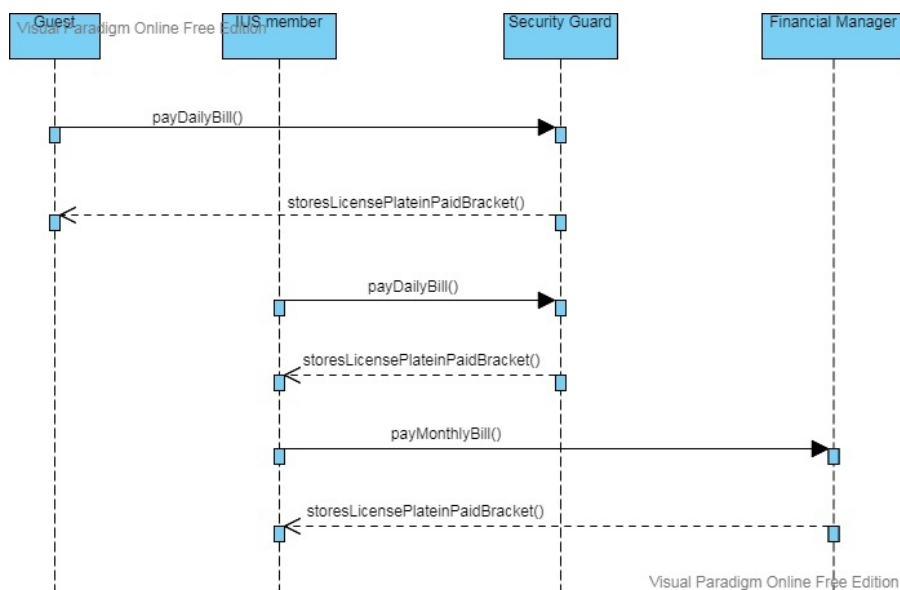 Guest
IUS member
Security Guard
Financial Manager
Visual Paradigm Online Free Edition
payDailyBill()
storesLicensePlateinPaidBracket()
payDailyBill()
storesLicensePlateinPaidBracket()
payMonthlyBill()
storesLicensePlateinPaidBracket()
Visual Paradigm Online Free Edition